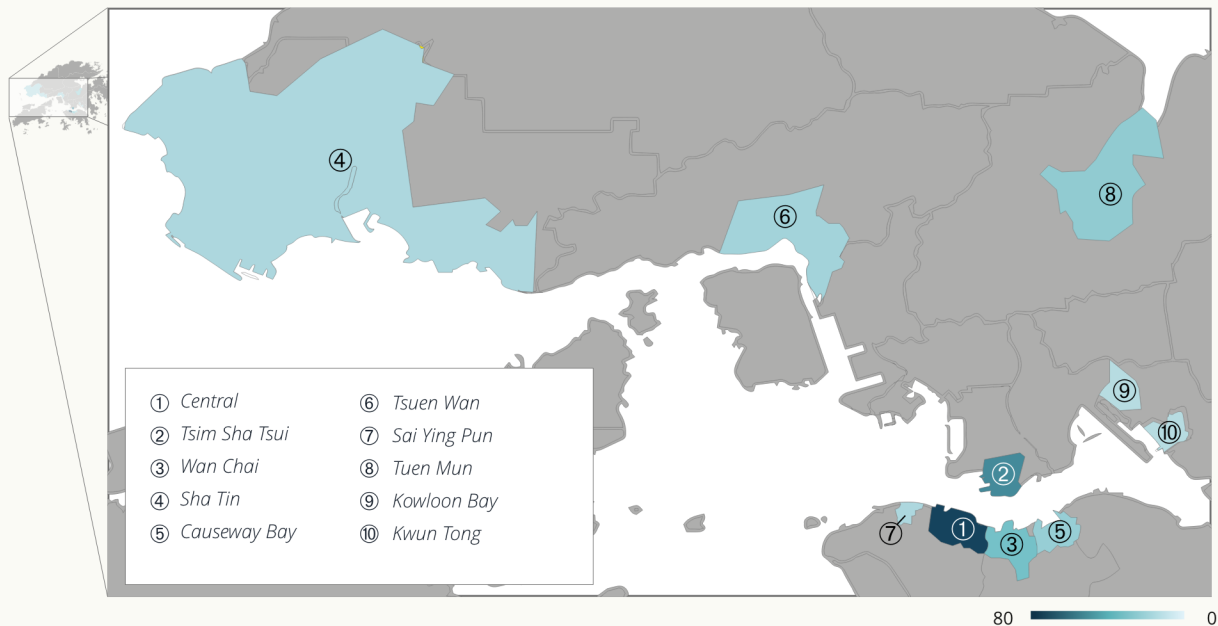 ④
⑥
⑧
⑨
⑩
②
⑦
①
③
⑤
① Central
② Tsim Sha Tsui
③ Wan Chai
④ Sha Tin
⑤ Causeway Bay
⑥ Tsuen Wan
⑦ Sai Ying Pun
⑧ Tuen Mun
⑨ Kowloon Bay
⑩ Kwun Tong
80 0